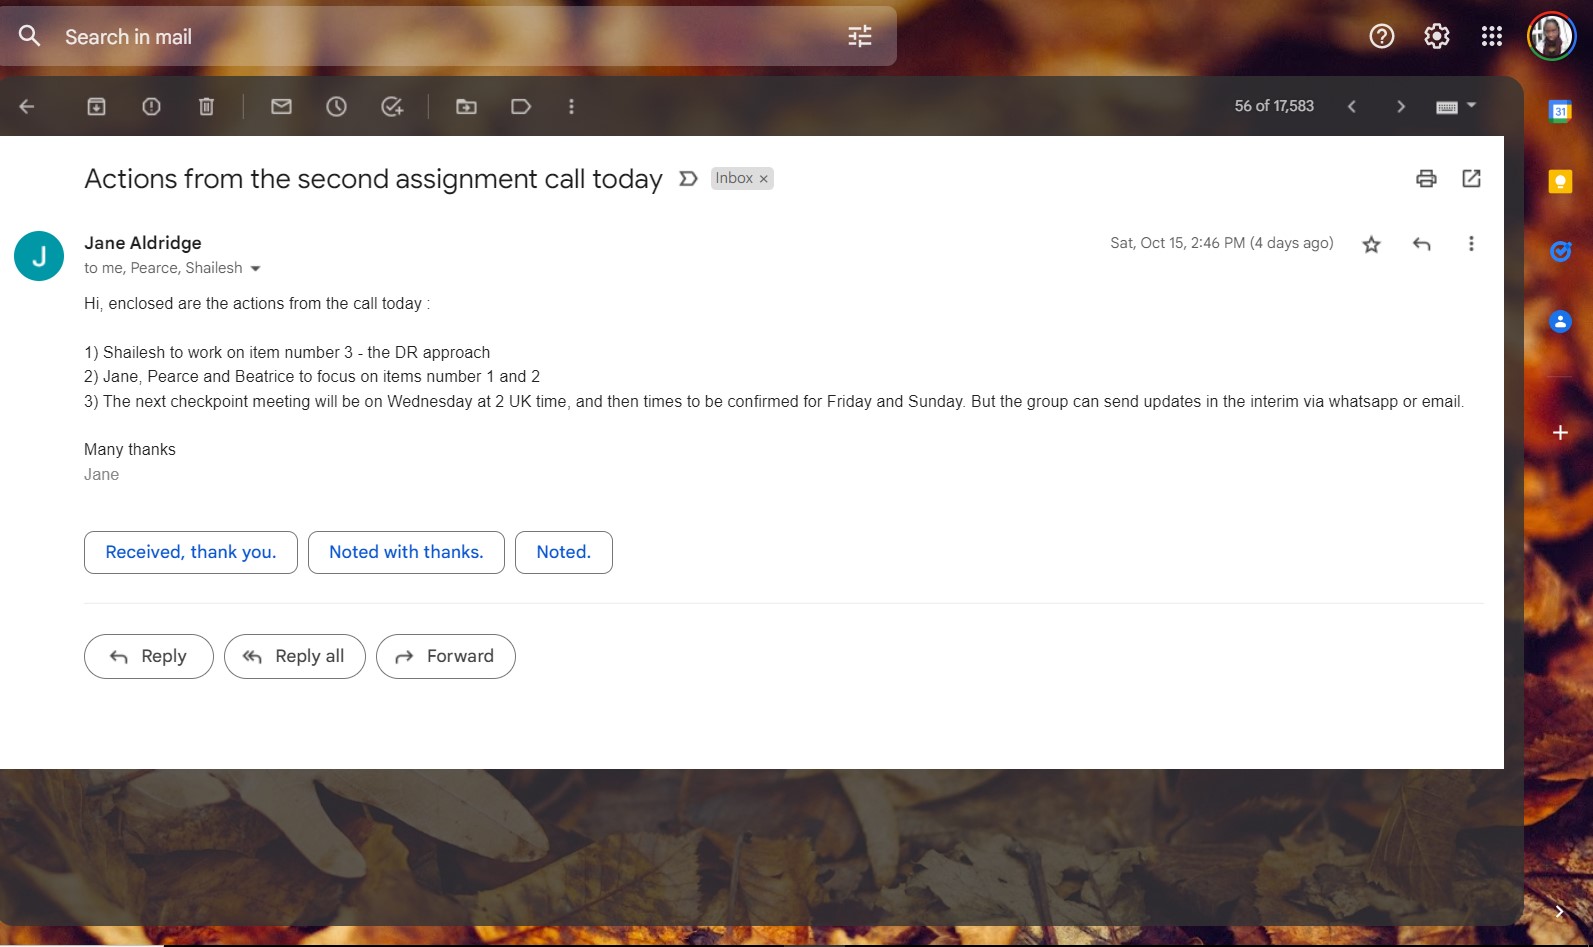 Search in mail
56 of 17,583
31
Actions from the second assignment call today Inbox ×
J
Jane Aldridge Sat, Oct 15, 2:46 PM (4 days ago)
to me, Pearce, Shailesh
Hi, enclosed are the actions from the call today :
1) Shailesh to work on item number 3 - the DR approach
2) Jane, Pearce and Beatrice to focus on items number 1 and 2
3) The next checkpoint meeting will be on Wednesday at 2 UK time, and then times to be confirmed for Friday and Sunday. But the group can send updates in the interim via whatsapp or email.
Many thanks
Jane
Received, thank you. Noted with thanks. Noted.
Reply Reply all Forward